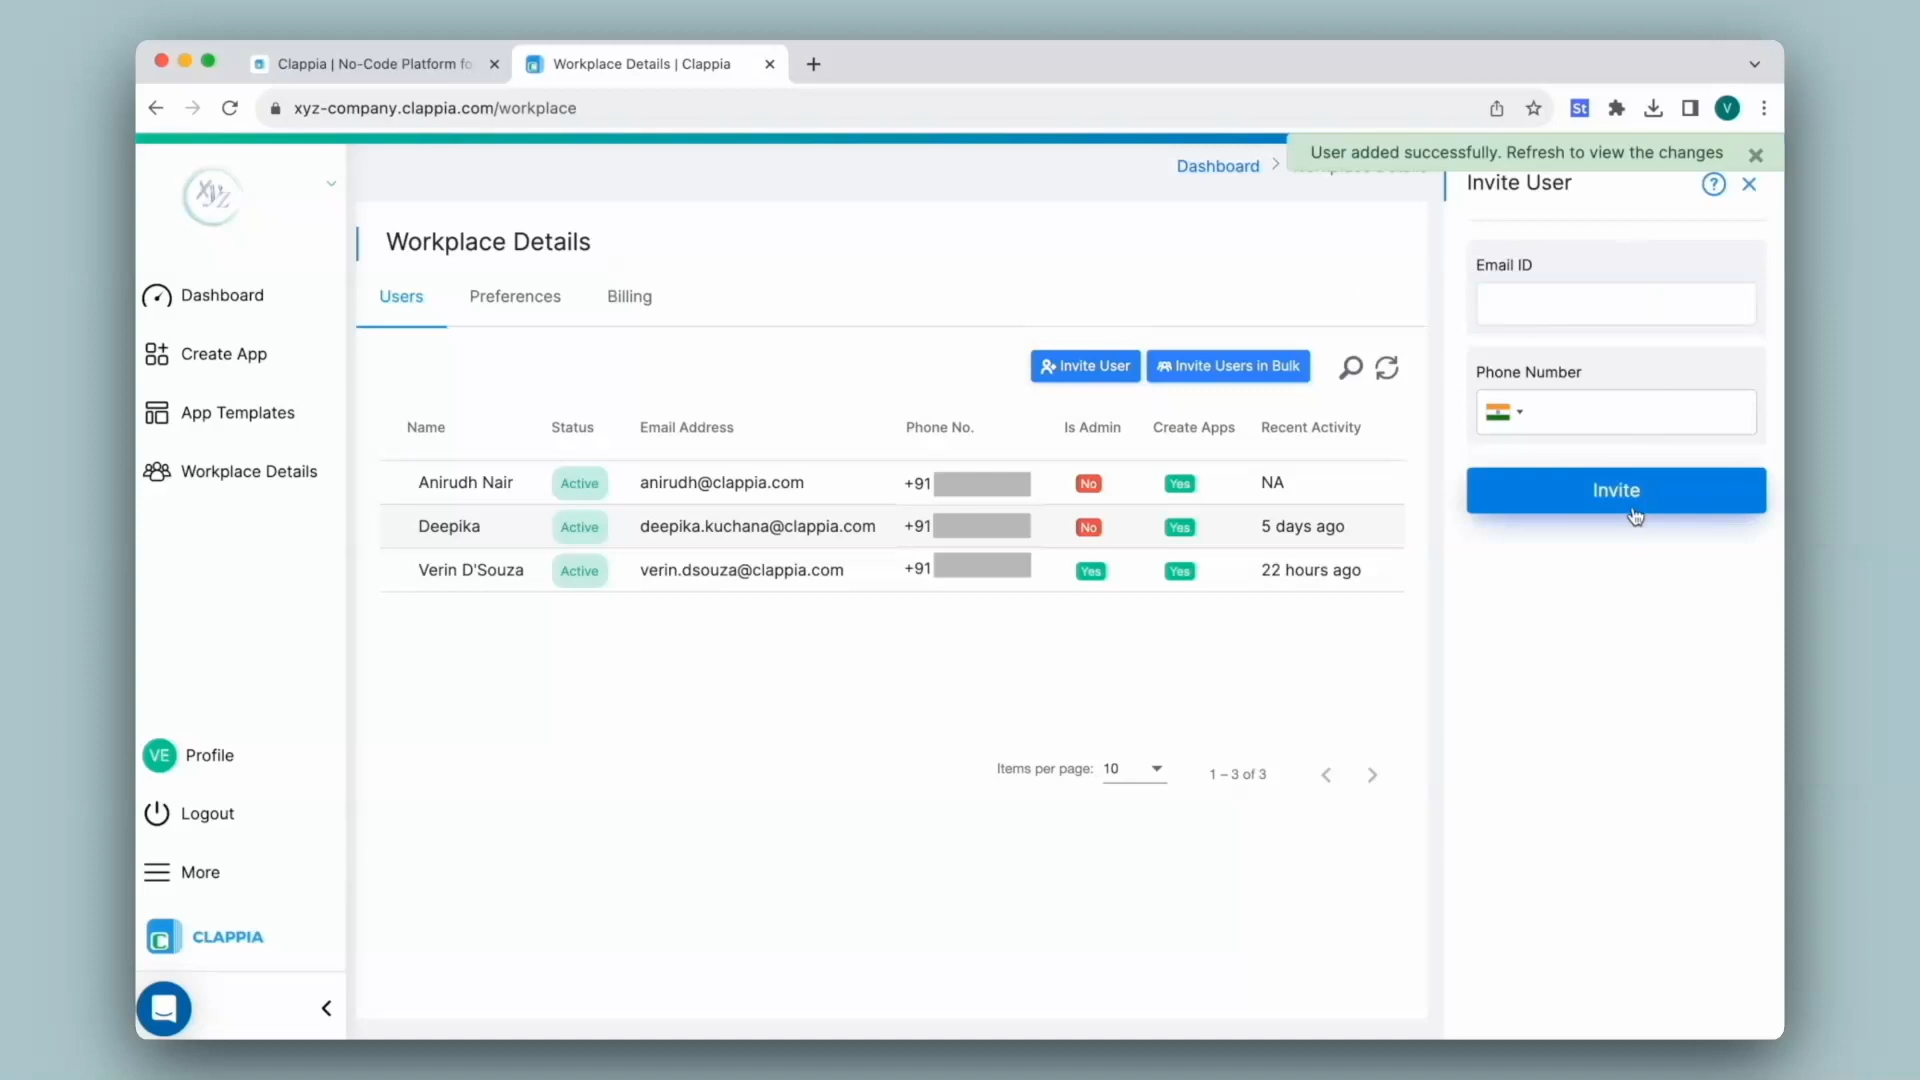 Clappia | No-Code Platform fo
Workplace Details | Clappia
xyz-company.clappia.com/workplace
St
V
User added successfully. Refresh to view the changes
Dashboard
xyz
Invite User
Workplace Details
Dashboard
Create App
App Templates
Workplace Details
Users Preferences Billing
Email ID
Phone Number
Invite
Invite User
Invite Users in Bulk
Name Status Email Address Phone No. Is Admin Create Apps Recent Activity
Anirudh Nair Active anirudh@clappia.com +91 No Yes NA
Deepika Active deepika.kuchana@clappia.com +91 No Yes 5 days ago
Verin D'Souza Active verin.dsouza@clappia.com +91 Yes Yes 22 hours ago
Items per page: 10 1 – 3 of 3
VE Profile
Logout
More
C CLAPPIA